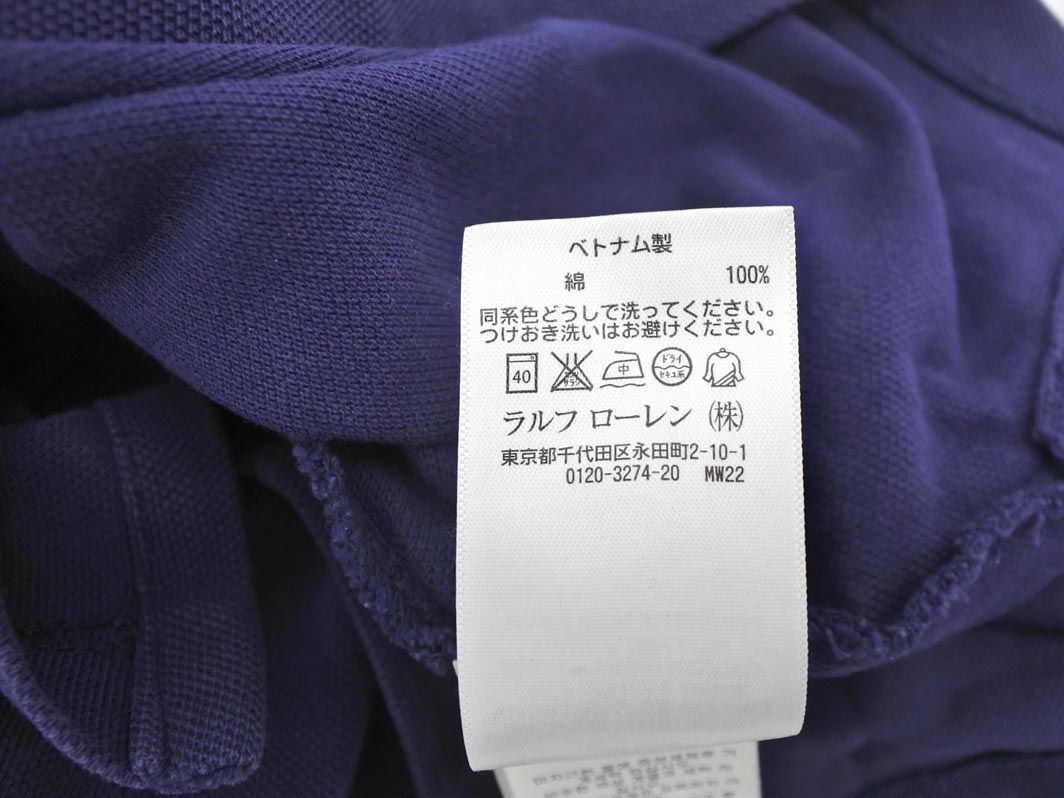 ベトナム製
綿 100%
同系色どうしで洗ってください。
つけおき洗いはお避けください。
40 中 ドライ セキユ系
ラルフ ローレン (株)
東京都千代田区永田町2-10-1
0120-3274-20 MW22